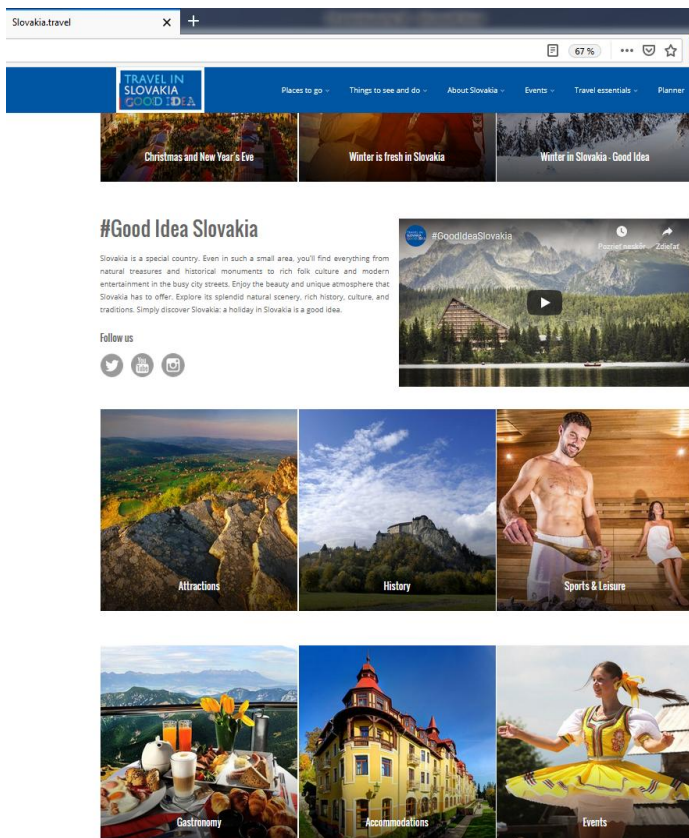 Slovakia.travel
67%
TRAVEL IN
SLOVAKIA
GOOD IDEA
Places to go
Things to see and do
About Slovakia
Events
Travel essentials
Planner
Christmas and New Year's Eve
Winter is fresh in Slovakia
Winter in Slovakia - Good Idea
#Good Idea Slovakia
Slovakia is a special country. Even in such a small area, you'll find everything from
natural treasures and historical monuments to rich folk culture and modern
entertainment in the busy city streets. Enjoy the beauty and unique atmosphere that
Slovakia has to offer. Explore its splendid natural scenery, rich history, culture, and
traditions. Simply discover Slovakia: a holiday in Slovakia is a good idea.
Follow us
You
Tube
#GoodIdeaSlovakia
Pozrieť neskôr
Zdieľať
Attractions
History
Sports & Leisure
Gastronomy
Accommodations
Events